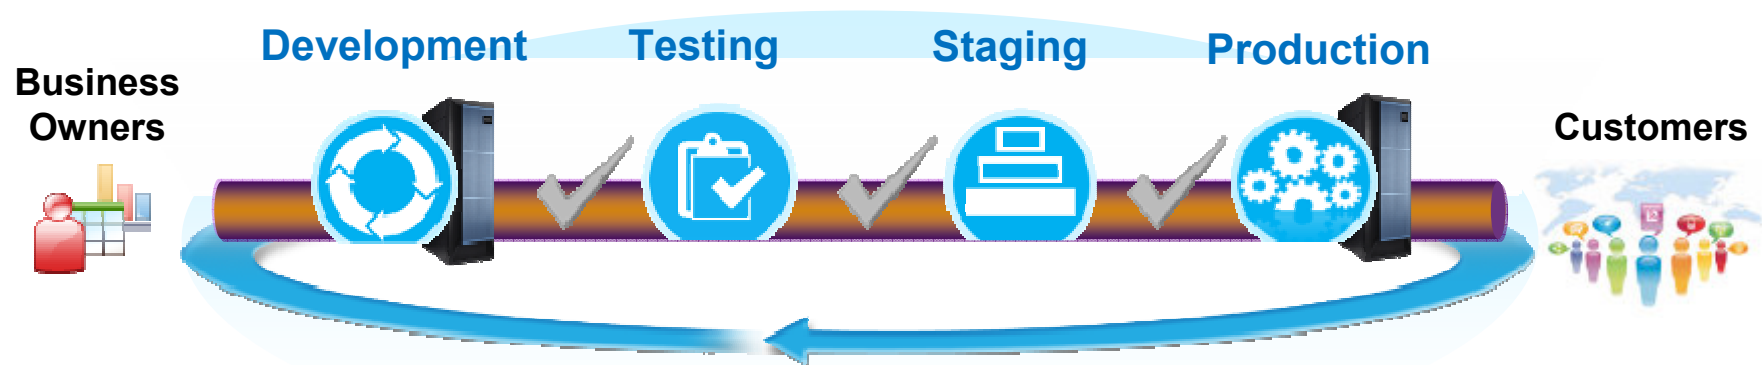 Development
Testing
Staging
Production
Business
Owners
Customers